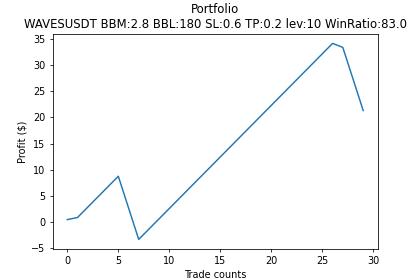 Portfolio
WAVESUSDT BBM:2.8 BBL:180 SL:0.6 TP:0.2 lev:10 WinRatio:83.0
35
30
25
20
15
10
5
0
−5
Profit ($)
0 5 10 15 20 25 30
Trade counts